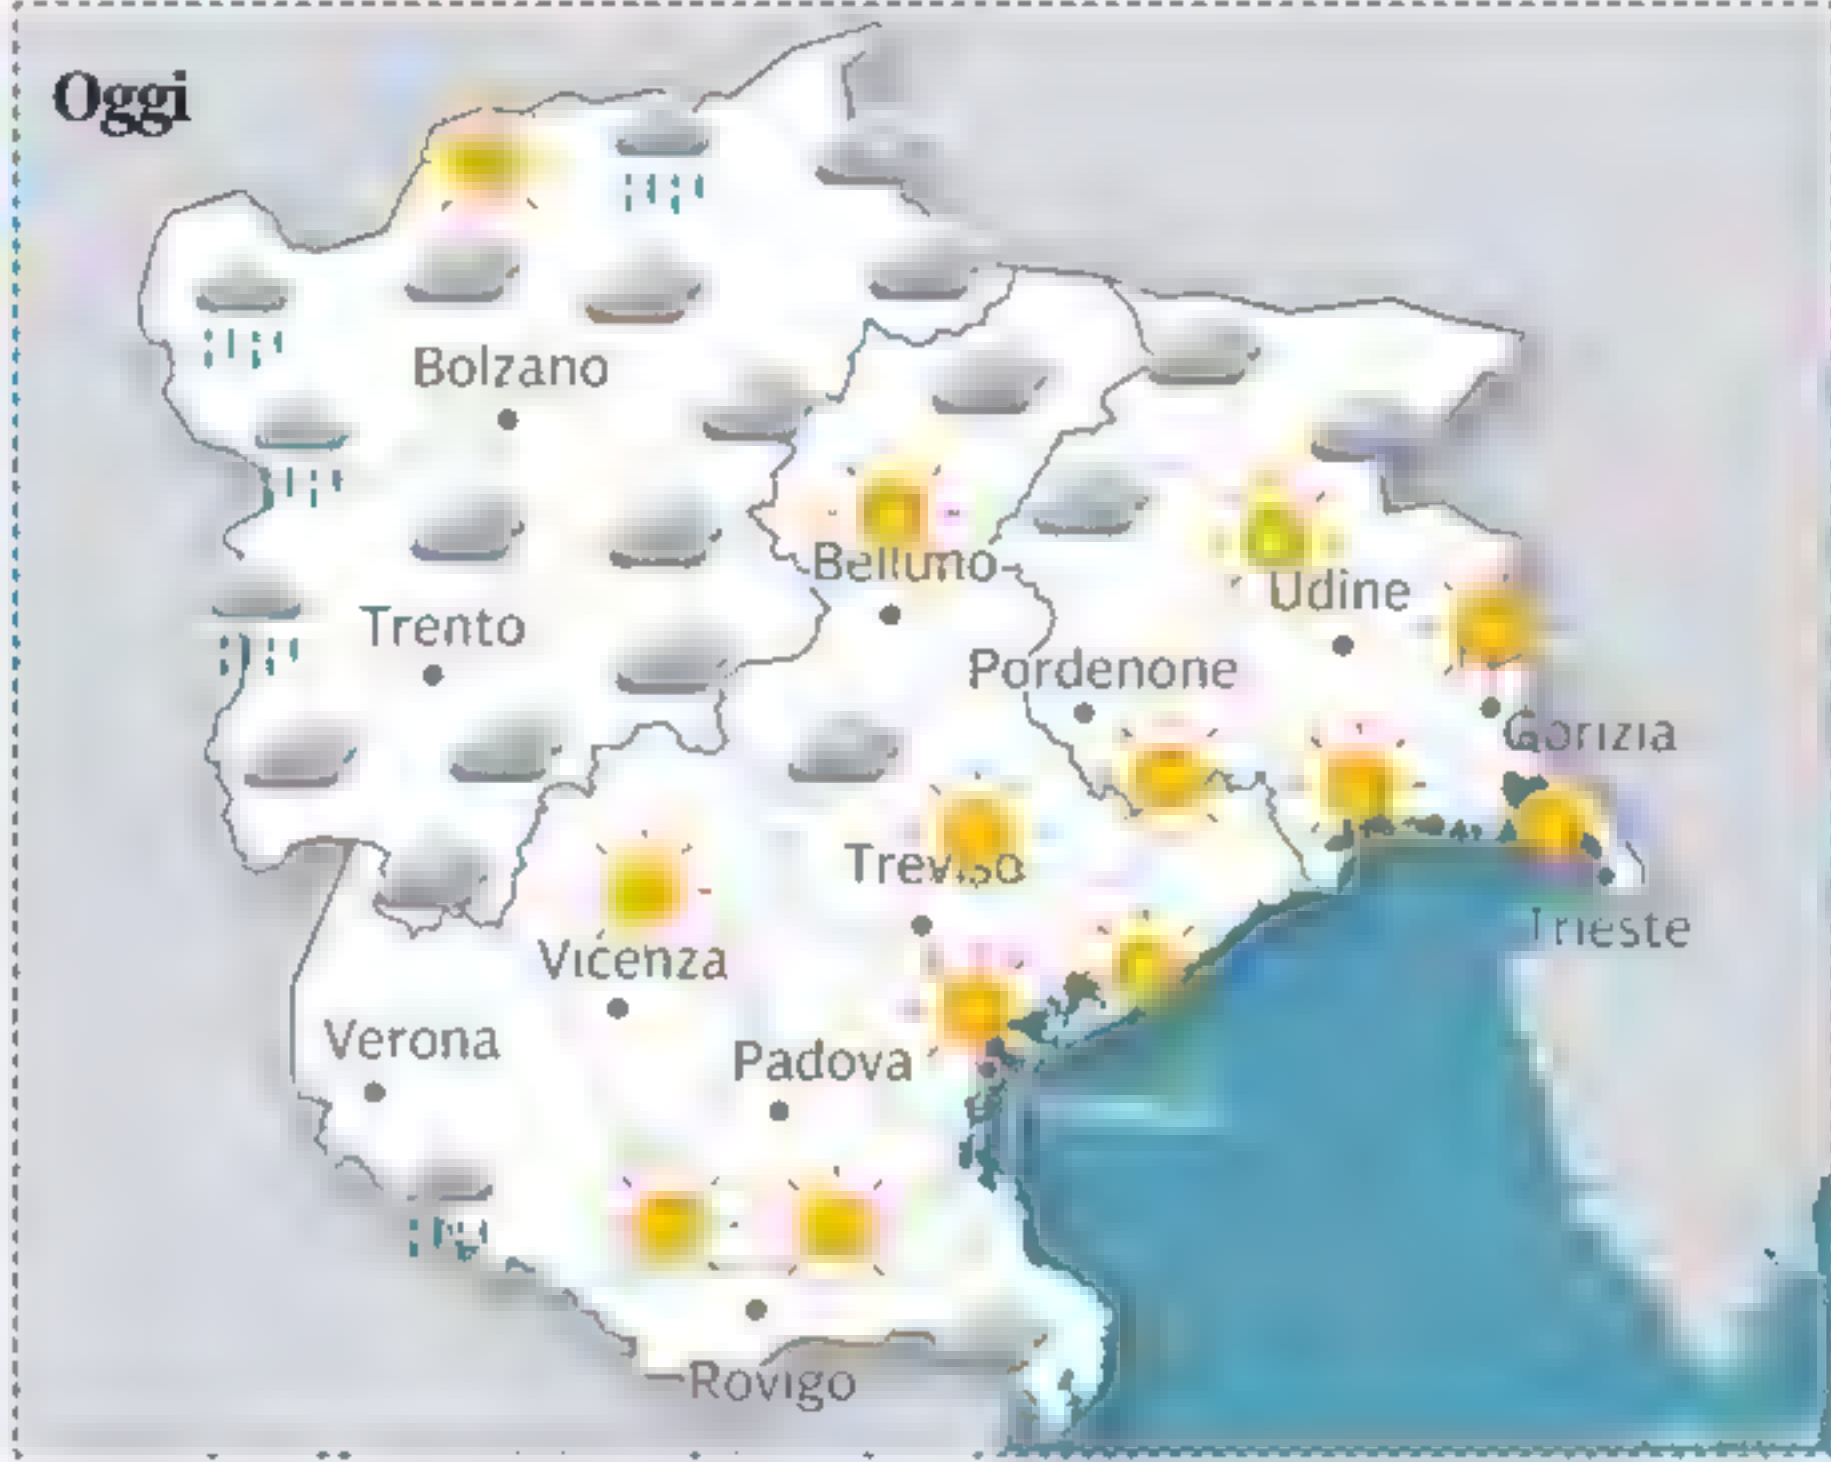 Oggi
Bolzano
Belluno
Udine
Trento
Pordenone
Gorizia
Treviso
Trieste
Vicenza
Verona
Padova
Rovigo